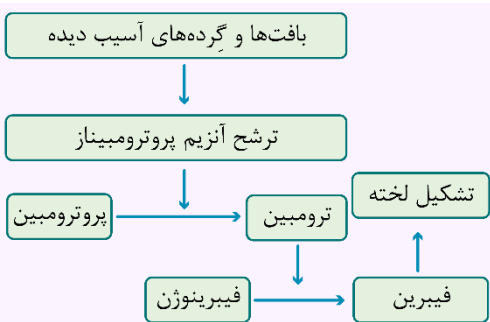 بافت‌ها و گِرده‌های آسیب دیده
ترشح آنزیم پروترومبیناز
تشکیل لخته
پروترومبین
ترومبین
فیبرینوژن
فیبرین